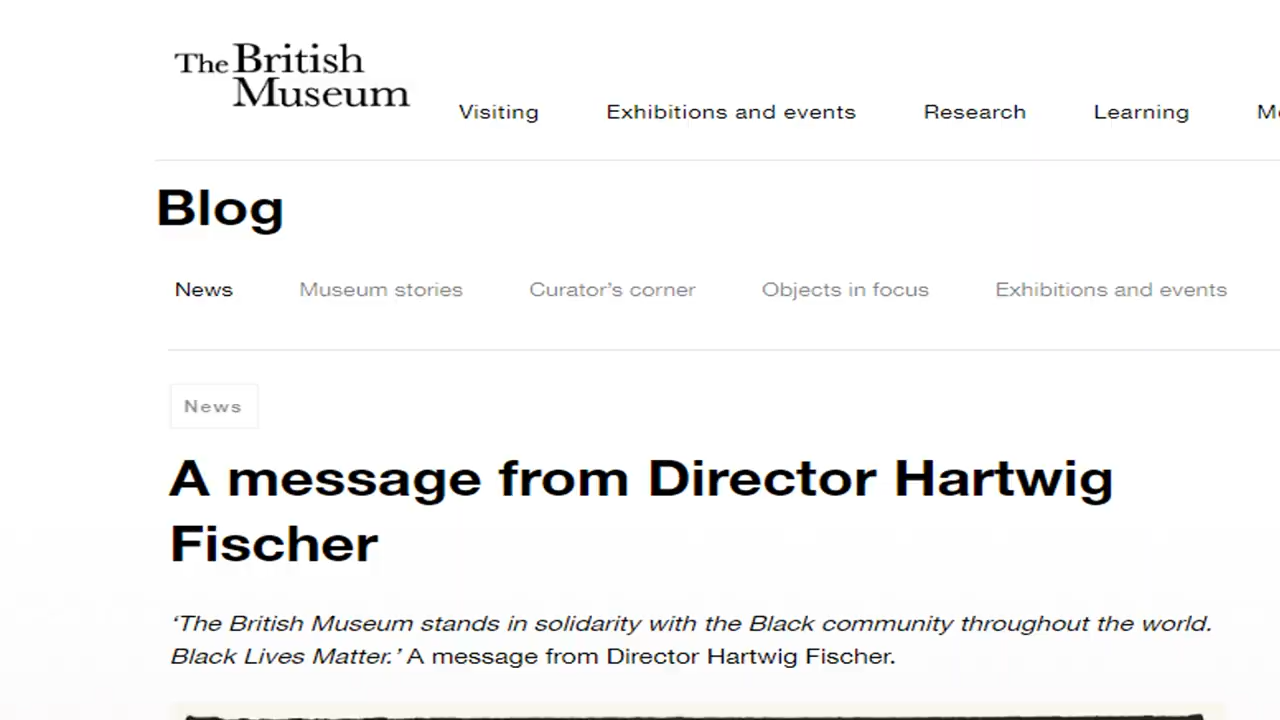 The British
Museum
Visiting Exhibitions and events Research Learning
Blog
News Museum stories Curator's corner Objects in focus Exhibitions and events
News
A message from Director Hartwig
Fischer
‘The British Museum stands in solidarity with the Black community throughout the world.
Black Lives Matter.’ A message from Director Hartwig Fischer.